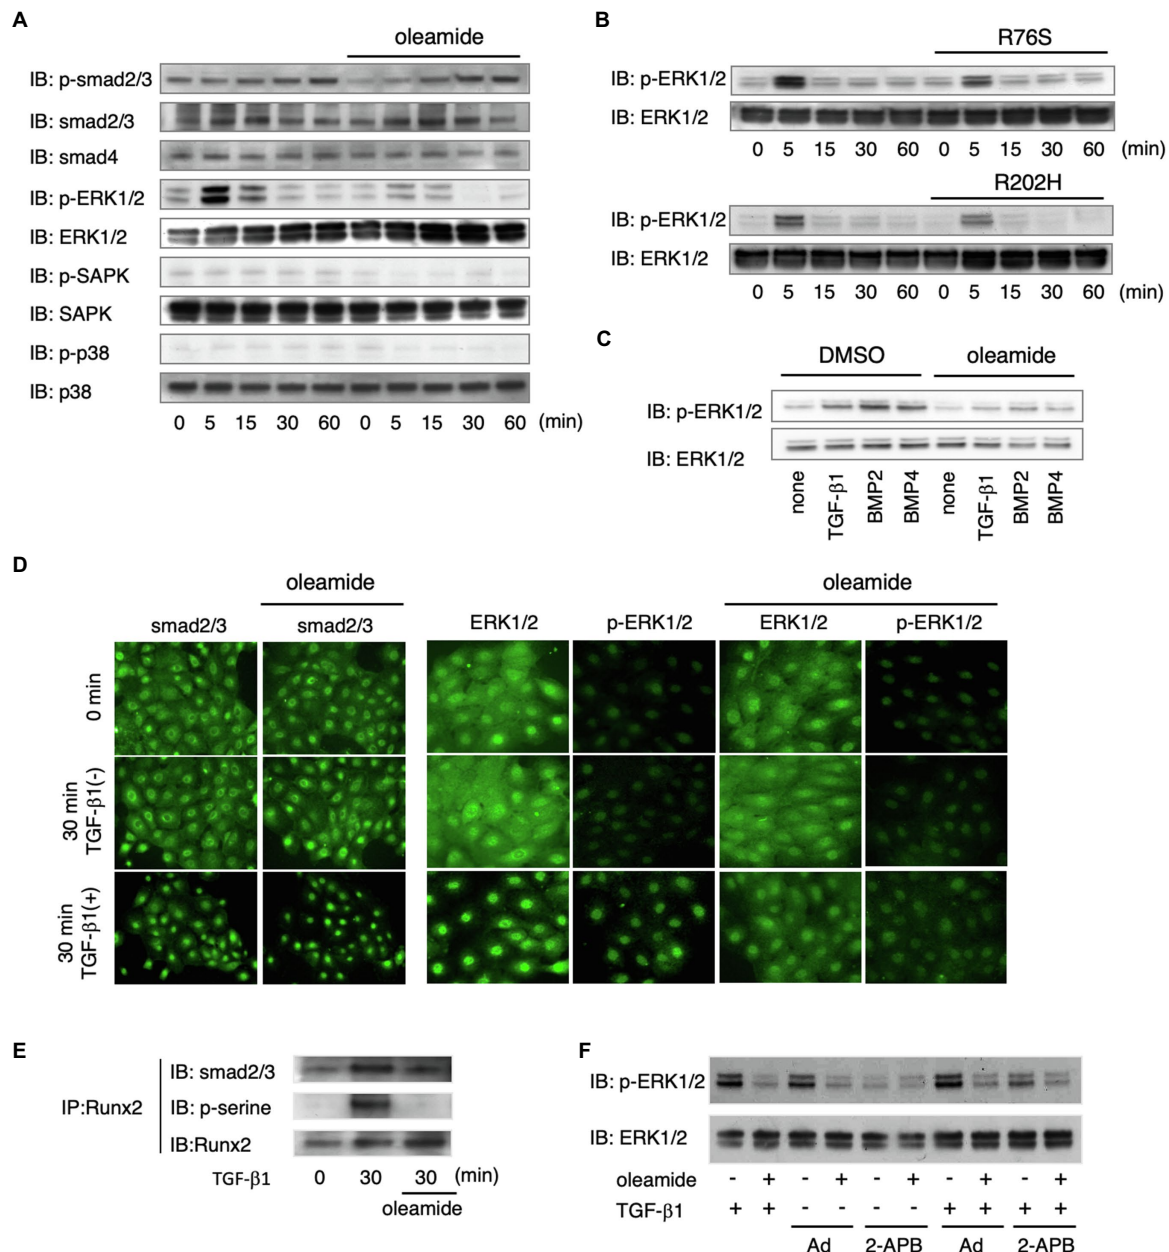 A
oleamide
IB: p-smad2/3
IB: smad2/3
IB: smad4
IB: p-ERK1/2
IB: ERK1/2
IB: p-SAPK
IB: SAPK
IB: p-p38
IB: p38
0 5 15 30 60 0 5 15 30 60 (min)
B
R76S
IB: p-ERK1/2
IB: ERK1/2
0 5 15 30 60 0 5 15 30 60 (min)
R202H
IB: p-ERK1/2
IB: ERK1/2
0 5 15 30 60 0 5 15 30 60 (min)
C
DMSO oleamide
IB: p-ERK1/2
IB: ERK1/2
none TGF-β1 BMP2 BMP4 none TGF-β1 BMP2 BMP4
D
oleamide oleamide
smad2/3 smad2/3 ERK1/2 p-ERK1/2 ERK1/2 p-ERK1/2
0 min
30 min
TGF-β1(-)
30 min
TGF-β1(+)
E
IP:Runx2
IB: smad2/3
IB: p-serine
IB:Runx2
TGF-β1 0 30 30 (min)
oleamide
F
IB: p-ERK1/2
IB: ERK1/2
oleamide - + - + - + - + - +
TGF-β1 + + - - - - + + + +
Ad 2-APB Ad 2-APB